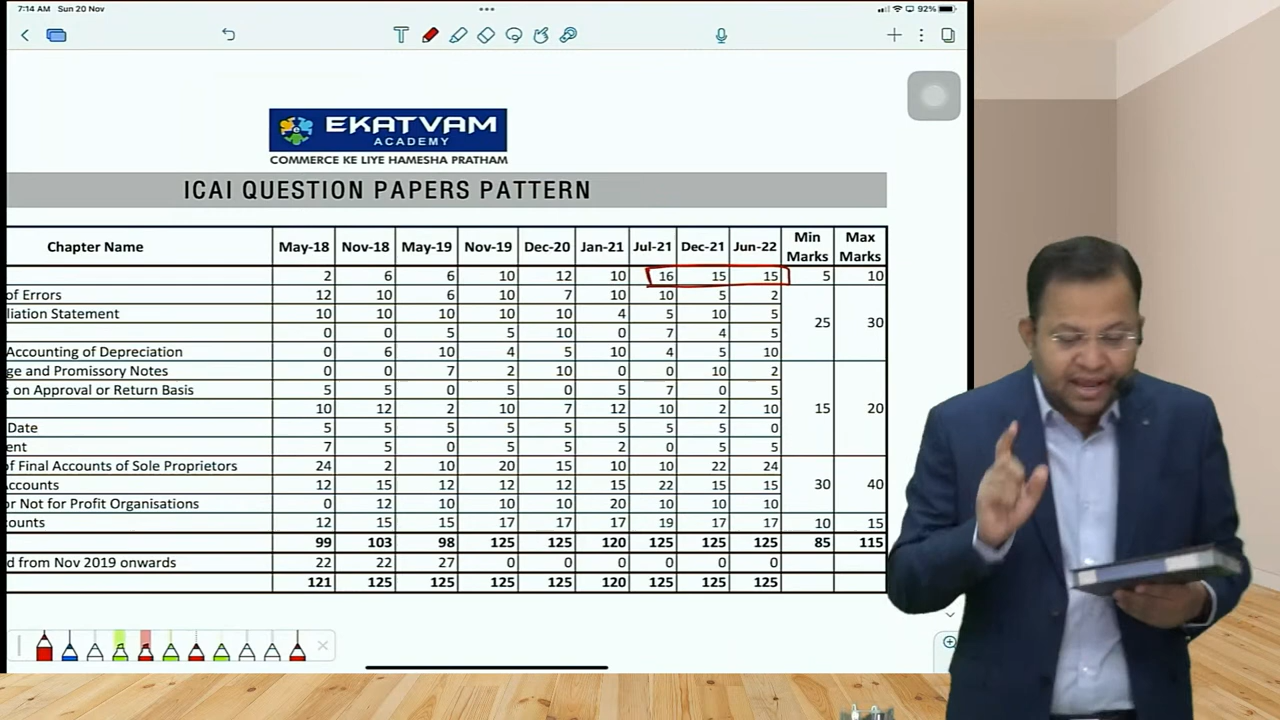 7:14 AM Sun 20 Nov
92%
EKATVAM
ACADEMY
COMMERCE KE LIYE HAMESHA PRATHAM
ICAI QUESTION PAPERS PATTERN
Chapter Name May-18 Nov-18 May-19 Nov-19 Dec-20 Jan-21 Jul-21 Dec-21 Jun-22 Min Marks Max Marks
2 6 6 10 12 10 16 15 15 5 10
of Errors 12 10 6 10 7 10 10 5 2
liation Statement 10 10 10 10 10 4 5 10 5
25 30
0 0 5 5 10 0 7 4 5
Accounting of Depreciation 0 6 10 4 5 10 4 5 10
ge and Promissory Notes 0 0 7 2 10 0 0 10 2
s on Approval or Return Basis 5 5 0 5 0 5 7 0 5
10 12 2 10 7 12 10 2 10 15 20
Date 5 5 5 5 5 5 5 5 0
ent 7 5 0 5 5 2 0 5 5
of Final Accounts of Sole Proprietors 24 2 10 20 15 10 10 22 24
ccounts 12 15 12 12 12 15 22 15 15 30 40
or Not for Profit Organisations 0 12 10 10 10 20 10 10 10
counts 12 15 15 17 17 17 19 17 17 10 15
99 103 98 125 125 120 125 125 125 85 115
d from Nov 2019 onwards 22 22 27 0 0 0 0 0 0
121 125 125 125 125 120 125 125 125